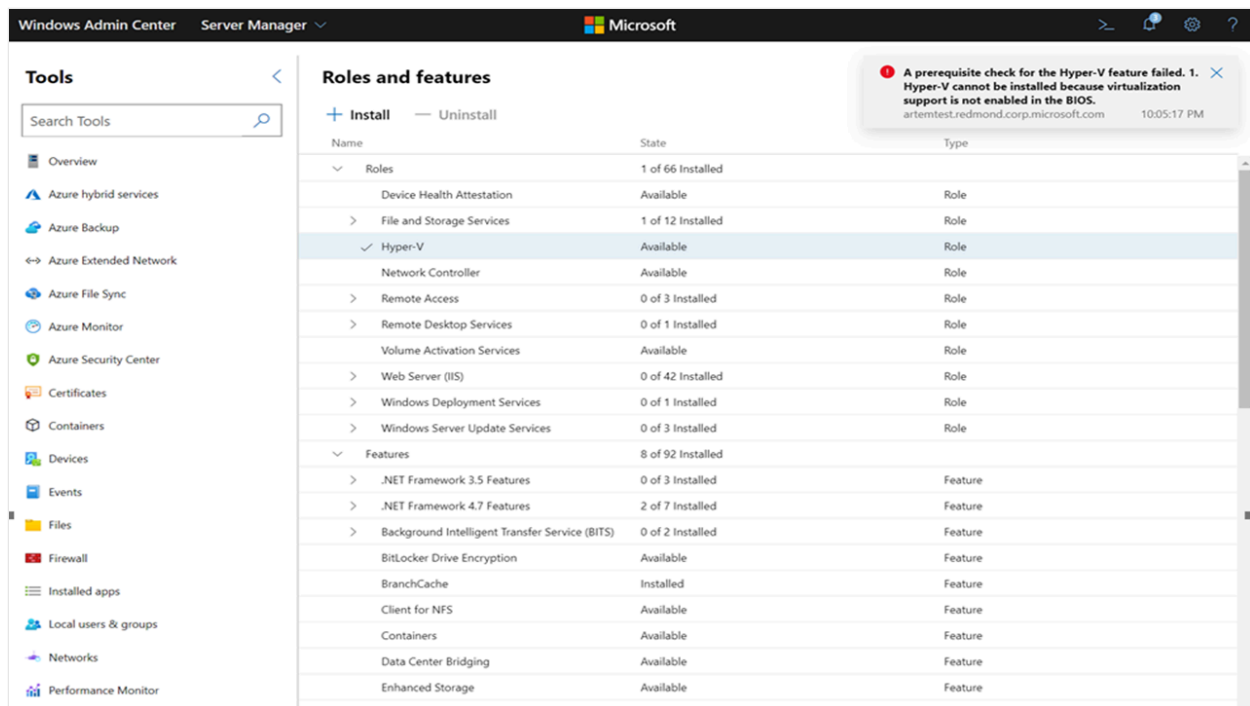 Windows Admin Center Server Manager Microsoft >_ 3 ?
Tools
Search Tools
Overview
Azure hybrid services
Azure Backup
Azure Extended Network
Azure File Sync
Azure Monitor
Azure Security Center
Certificates
Containers
Devices
Events
Files
Firewall
Installed apps
Local users & groups
Networks
Performance Monitor
Roles and features
A prerequisite check for the Hyper-V feature failed. 1.
Hyper-V cannot be installed because virtualization
support is not enabled in the BIOS.
artemtest.redmond.corp.microsoft.com 10:05:17 PM
Install Uninstall
Name State Type
Roles 1 of 66 Installed
Device Health Attestation Available Role
File and Storage Services 1 of 12 Installed Role
Hyper-V Available Role
Network Controller Available Role
Remote Access 0 of 3 Installed Role
Remote Desktop Services 0 of 1 Installed Role
Volume Activation Services Available Role
Web Server (IIS) 0 of 42 Installed Role
Windows Deployment Services 0 of 1 Installed Role
Windows Server Update Services 0 of 3 Installed Role
Features 8 of 92 Installed
.NET Framework 3.5 Features 0 of 3 Installed Feature
.NET Framework 4.7 Features 2 of 7 Installed Feature
Background Intelligent Transfer Service (BITS) 0 of 2 Installed Feature
BitLocker Drive Encryption Available Feature
BranchCache Installed Feature
Client for NFS Available Feature
Containers Available Feature
Data Center Bridging Available Feature
Enhanced Storage Available Feature